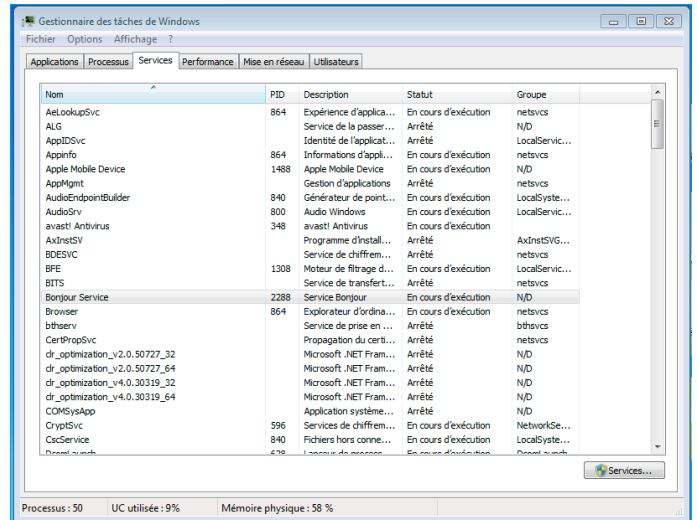 Gestionnaire des tâches de Windows
Fichier Options Affichage ?
Applications Processus Services Performance Mise en réseau Utilisateurs
Nom PID Description Statut Groupe
AeLookupSvc 864 Expérience d'applica... En cours d'exécution netsvcs
ALG Service de la passer... Arrêté N/D
AppIDSvc Identité de l'applicat... Arrêté LocalServic...
Appinfo 864 Informations d'appli... En cours d'exécution netsvcs
Apple Mobile Device 1488 Apple Mobile Device En cours d'exécution N/D
AppMgmt Gestion d'applications Arrêté netsvcs
AudioEndpointBuilder 840 Générateur de point... En cours d'exécution LocalSyste...
AudioSrv 800 Audio Windows En cours d'exécution LocalServic...
avast! Antivirus 348 avast! Antivirus En cours d'exécution N/D
AxInstSV Programme d'install... Arrêté AxInstSVG...
BDESVC Service de chiffrem... Arrêté netsvcs
BFE 1308 Moteur de filtrage d... En cours d'exécution LocalServic...
BITS Service de transfert... Arrêté netsvcs
Bonjour Service 2288 Service Bonjour En cours d'exécution N/D
Browser 864 Explorateur d'ordina... En cours d'exécution netsvcs
bthserv Service de prise en ... Arrêté bthsvcs
CertPropSvc Propagation du certi... Arrêté netsvcs
clr_optimization_v2.0.50727_32 Microsoft .NET Fram... Arrêté N/D
clr_optimization_v2.0.50727_64 Microsoft .NET Fram... Arrêté N/D
clr_optimization_v4.0.30319_32 Microsoft .NET Fram... Arrêté N/D
clr_optimization_v4.0.30319_64 Microsoft .NET Fram... Arrêté N/D
COMSysApp Application système... Arrêté N/D
CryptSvc 596 Services de chiffrem... En cours d'exécution NetworkSe...
CscService 840 Fichiers hors conne... En cours d'exécution LocalSyste...
DcomLaunch 628 Lanceur de process... En cours d'exécution DcomLaunch
Services...
Processus : 50 UC utilisée : 9% Mémoire physique : 58 %